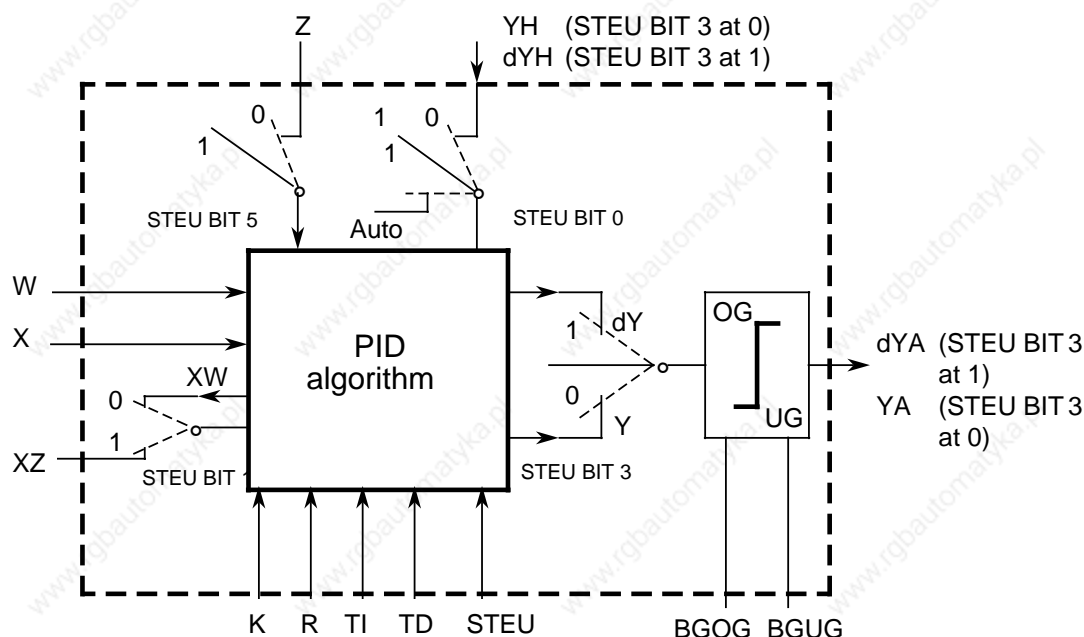 Z
YH (STEU BIT 3 at 0)
dYH (STEU BIT 3 at 1)
0
1
1
0
1
STEU BIT 5
Auto
STEU BIT 0
W
X
XW
0
1
XZ
STEU BIT
PID
algorithm
dY
1
0
Y
STEU BIT 3
OG
UG
dYA (STEU BIT 3
at 1)
YA (STEU BIT 3
at 0)
K R TI TD STEU
BGOG BGUG
www.rgbautomatyka.pl